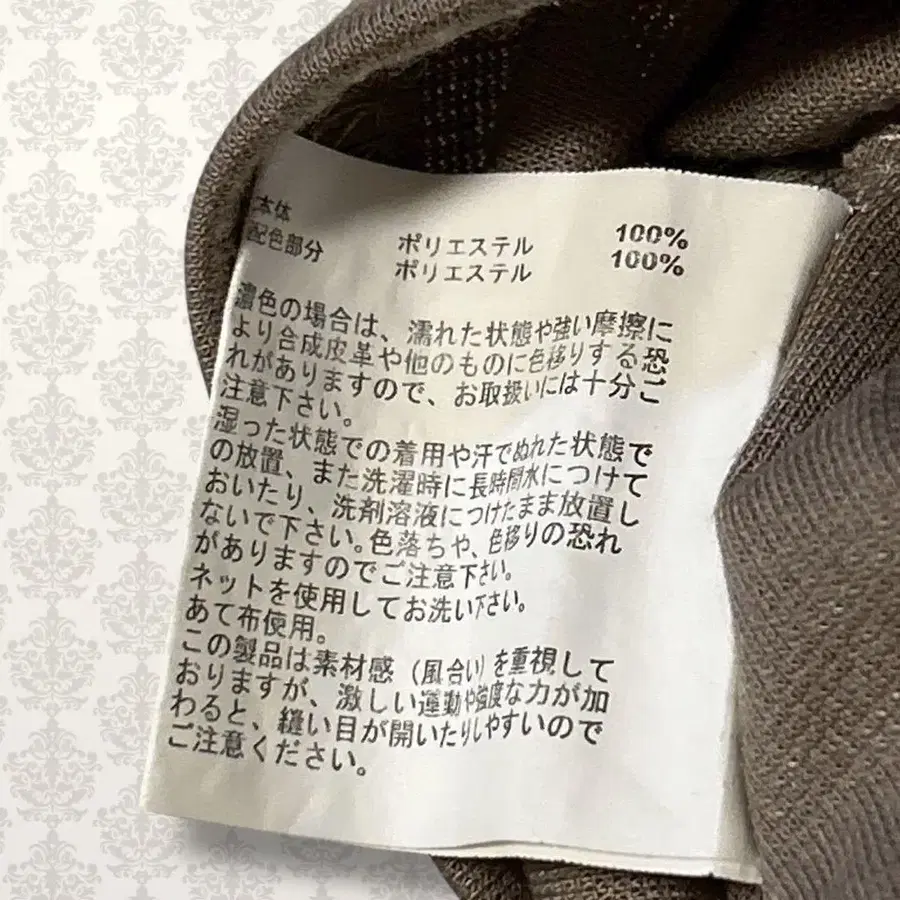 本体 ポリエステル 100%
配色部分 ポリエステル 100%
濃色の場合は、濡れた状態や強い摩擦に
より合成皮革や他のものに色移りする恐
れがありますので、お取扱いには十分ご
注意下さい。
湿った状態での着用や汗でぬれた状態で
の放置、また洗濯時に長時間水につけて
おいたり、洗剤溶液につけたまま放置し
ないで下さい。色落ちや、色移りの恐れ
がありますのでご注意下さい。
ネットを使用してお洗い下さい。
あて布使用。
この製品は素材感(風合い)を重視して
おりますが、激しい運動や強度な力が加
わると、縫い目が開いたりしやすいので
ご注意ください。